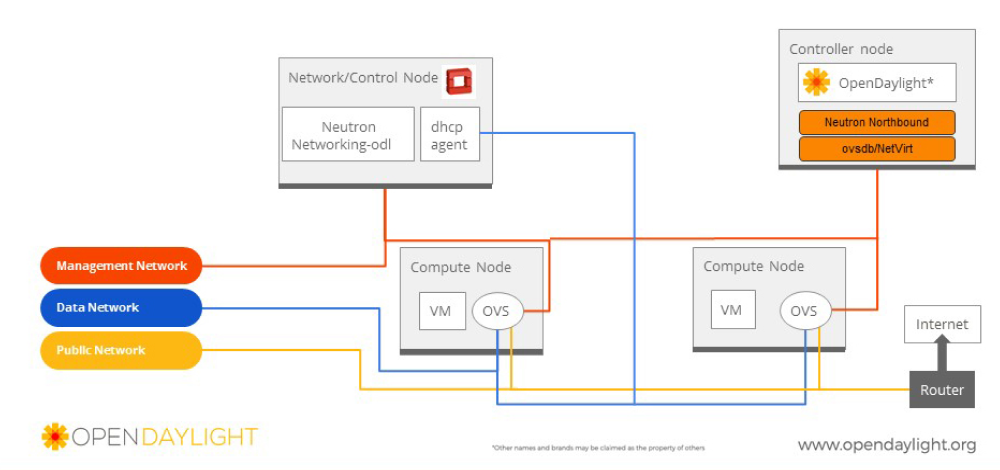 Controller node
OpenDaylight*
Neutron Northbound
ovsdb/NetVirt
Network/Control Node
Neutron
Networking-odl
dhcp
agent
Management Network
Data Network
Public Network
Compute Node
VM
OVS
Compute Node
VM
OVS
Internet
Router
OPENDAYLIGHT
*Other names and brands may be claimed as the property of others
www.opendaylight.org